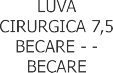 LUVA
CIRURGICA 7,5
BECARE - -
BECARE